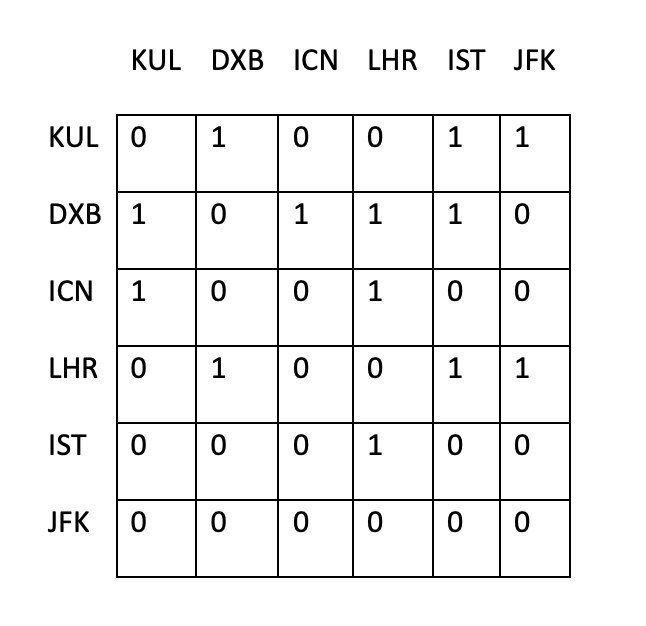 KUL DXB ICN LHR IST JFK
KUL 0 1 0 0 1 1
DXB 1 0 1 1 1 0
ICN 1 0 0 1 0 0
LHR 0 1 0 0 1 1
IST 0 0 0 1 0 0
JFK 0 0 0 0 0 0